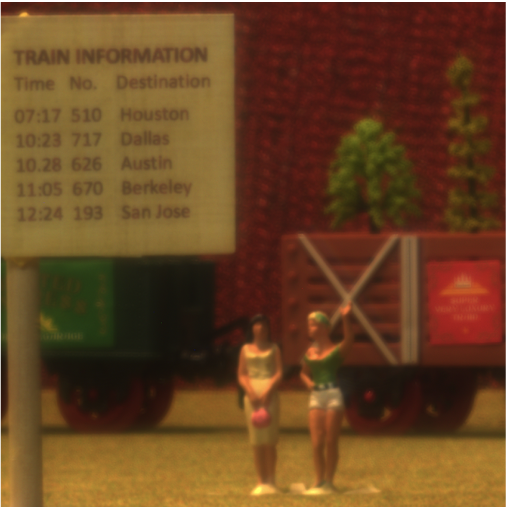 TRAIN INFORMATION
Time No. Destination
07:17 510 Houston
10:23 717 Dallas
10.28 626 Austin
11:05 670 Berkeley
12:24 193 San Jose